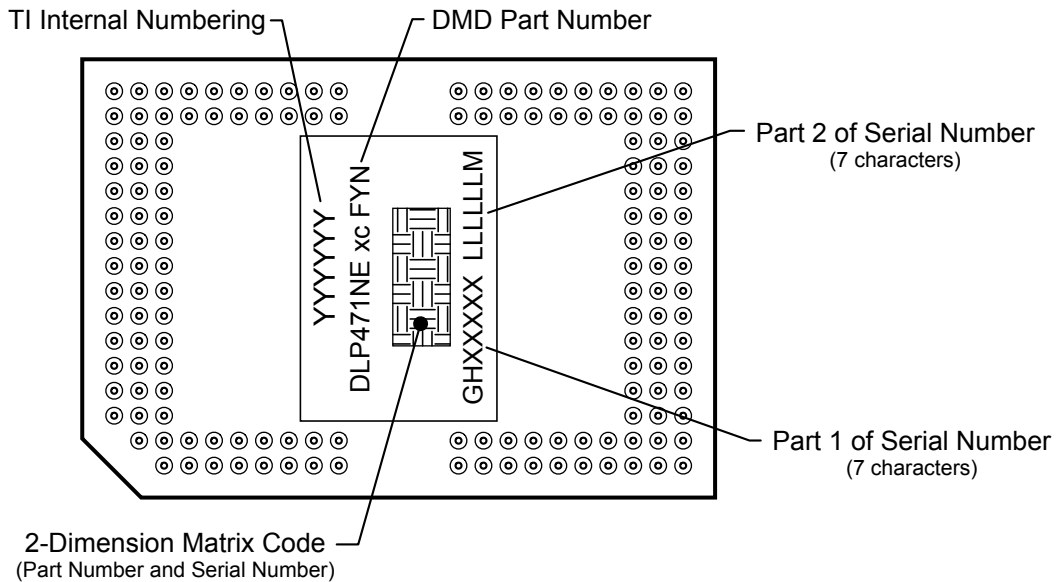 TI Internal Numbering
DMD Part Number
Part 2 of Serial Number
(7 characters)
YYYYYYY
DLP471NE xc FYN
GHXXXXX LLLLLLM
Part 1 of Serial Number
(7 characters)
2-Dimension Matrix Code
(Part Number and Serial Number)